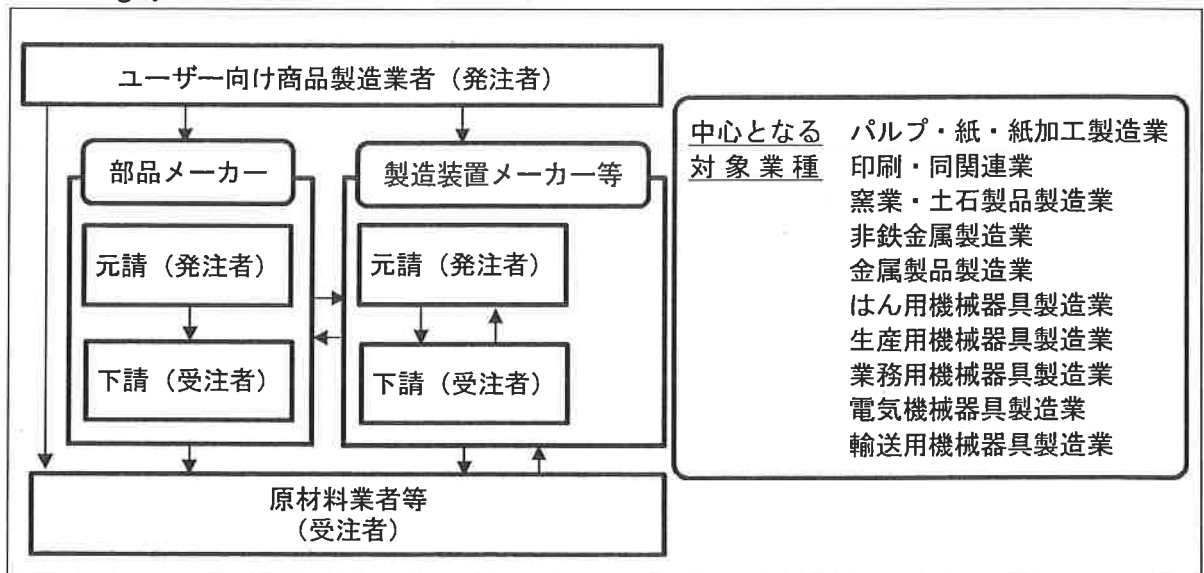 ユーザー向け商品製造業者（発注者）
部品メーカー
製造装置メーカー等
元請（発注者）
元請（発注者）
下請（受注者）
下請（受注者）
原材料業者等
（受注者）
中心となる
対象業種
パルプ・紙・紙加工製造業
印刷・同関連業
窯業・土石製品製造業
非鉄金属製造業
金属製品製造業
はん用機械器具製造業
生産用機械器具製造業
業務用機械器具製造業
電気機械器具製造業
輸送用機械器具製造業